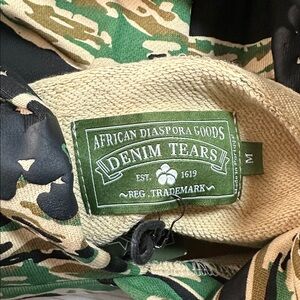 AFRICAN DIASPORA GOODS
DENIM TEARS
EST. 1619
~REG. TRADEMARK~
M